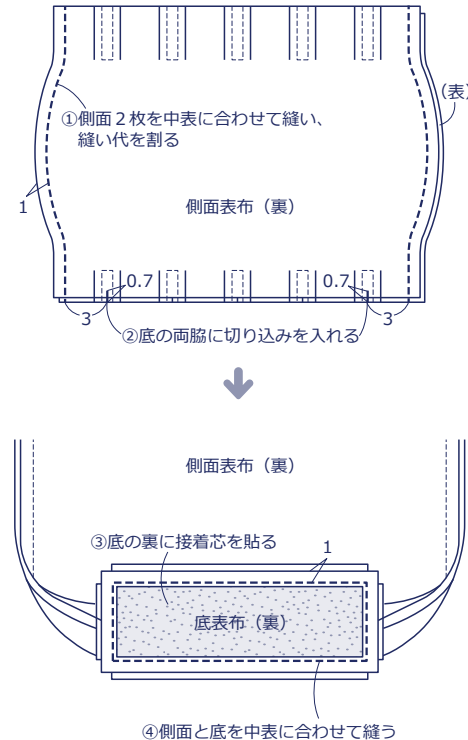 (表)
①側面２枚を中表に合わせて縫い、
縫い代を割る
1
側面表布（裏）
0.7
0.7
3
3
②底の両脇に切り込みを入れる
側面表布（裏）
③底の裏に接着芯を貼る
1
底表布（裏）
④側面と底を中表に合わせて縫う